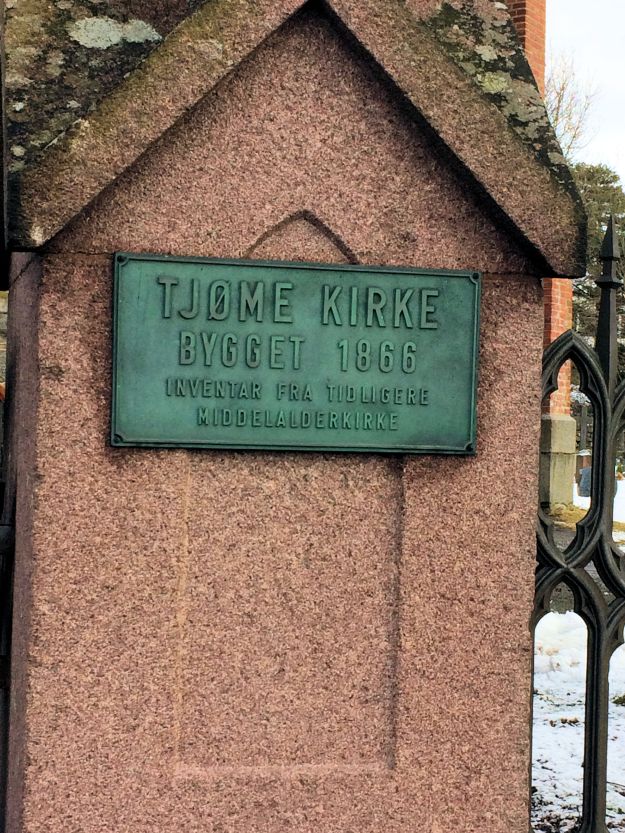 TJØME KIRKE
BYGGET 1866
INVENTAR FRA TIDLIGERE
MIDDELALDERKIRKE